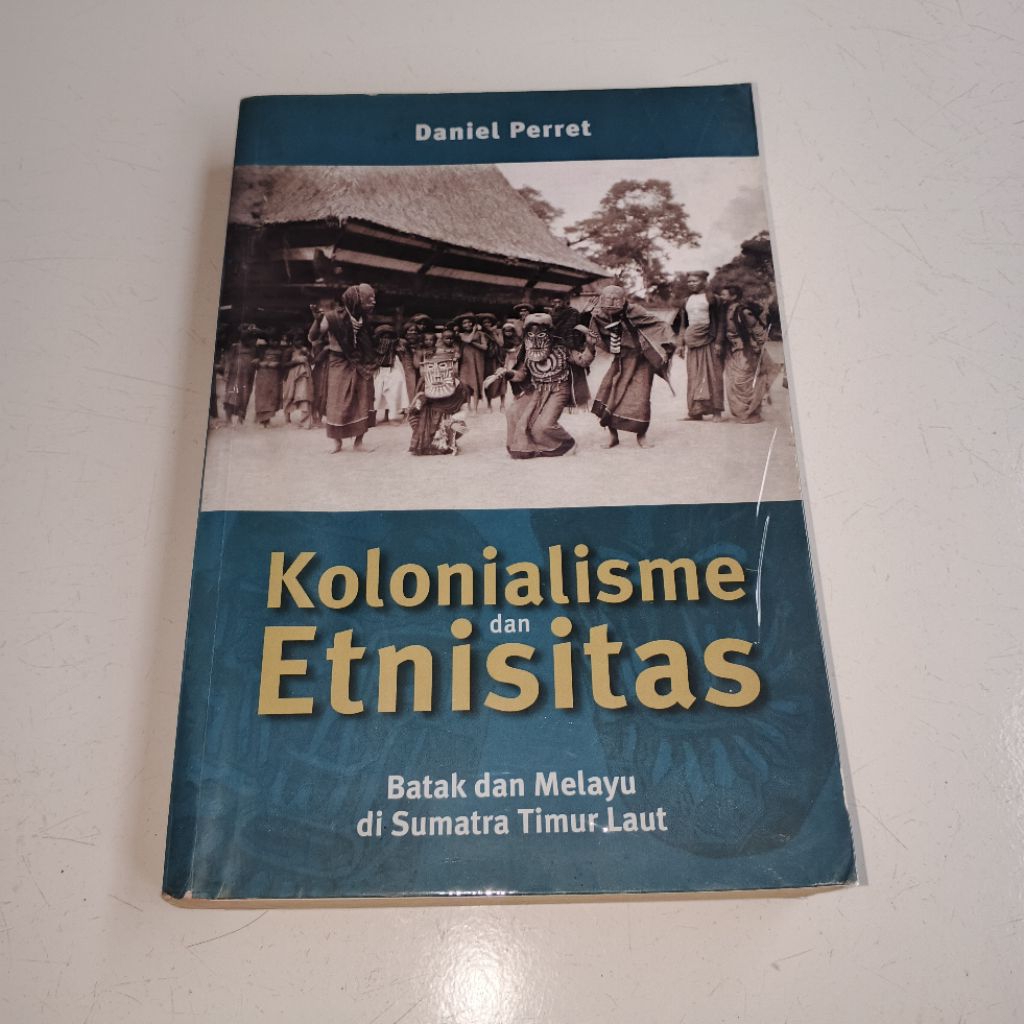 Daniel Perret
Kolonialisme
dan
Etnisitas
Batak dan Melayu
di Sumatra Timur Laut